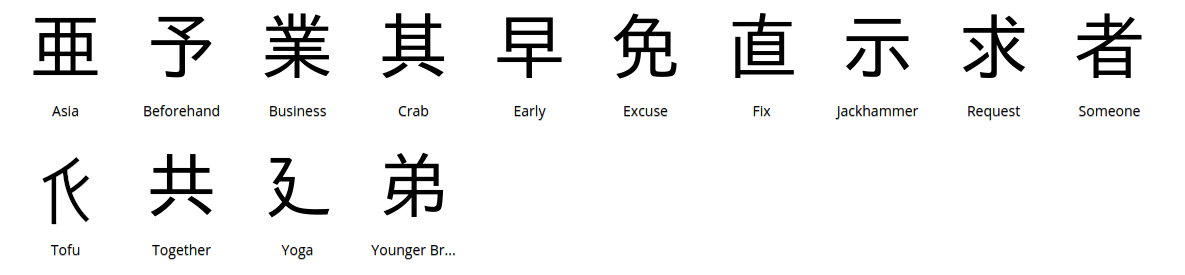 亜 予 業 其 早 免 直 示 求 者
Asia Beforehand Business Crab Early Excuse Fix Jackhammer Request Someone
共 廴 弟
Tofu Together Yoga Younger Br...